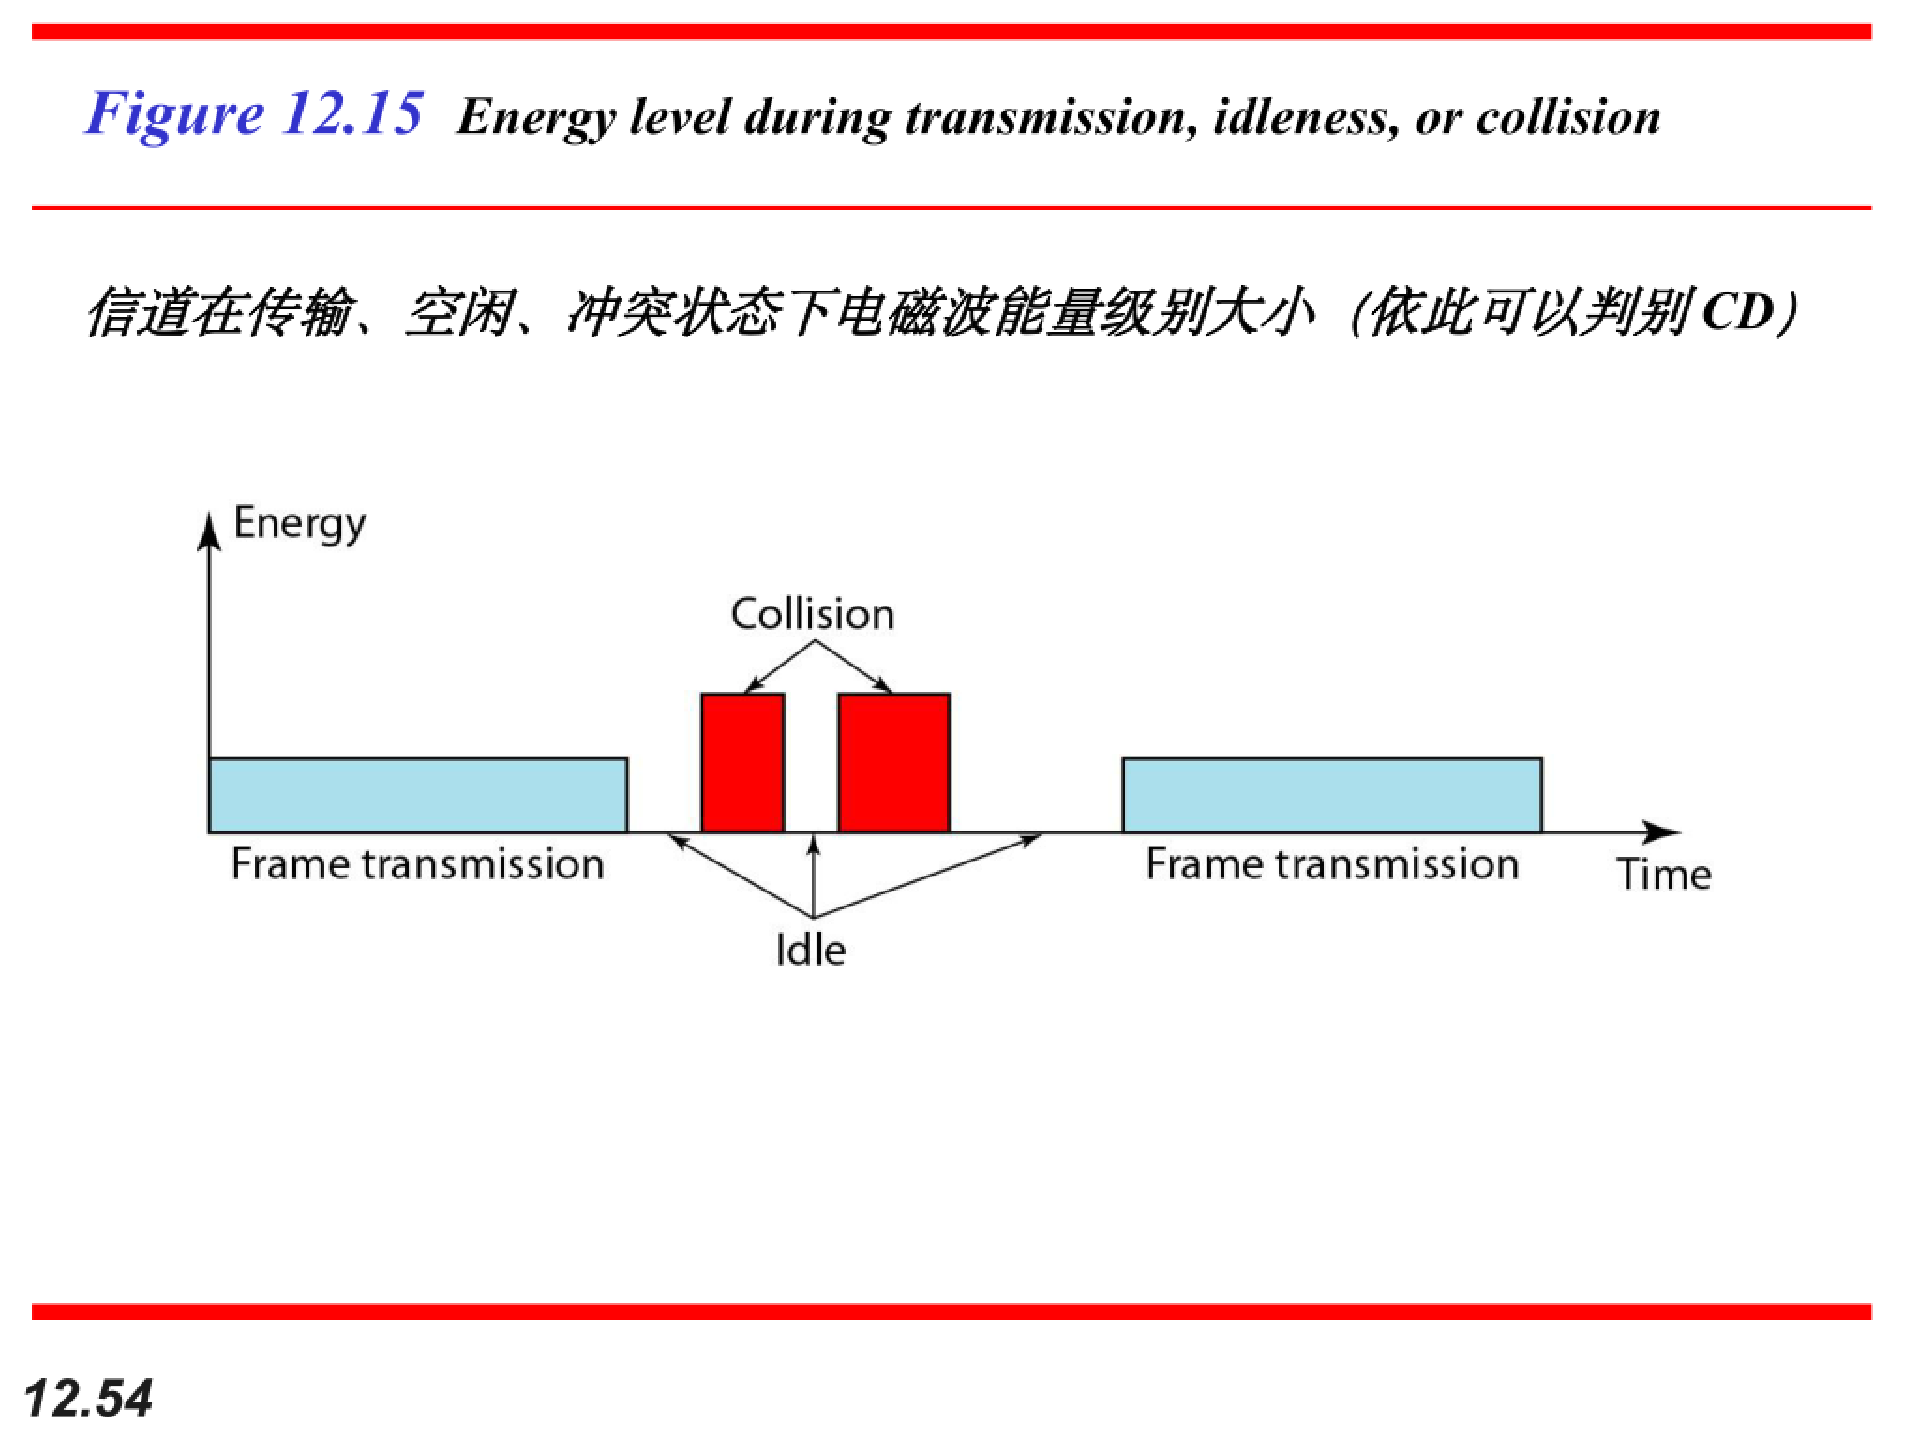 Figure 12.15 Energy level during transmission, idleness, or collision
信道在传输、空闲、冲突状态下电磁波能量级别大小（依此可以判别 CD）
Energy
Collision
Frame transmission
Frame transmission
Time
Idle
12.54